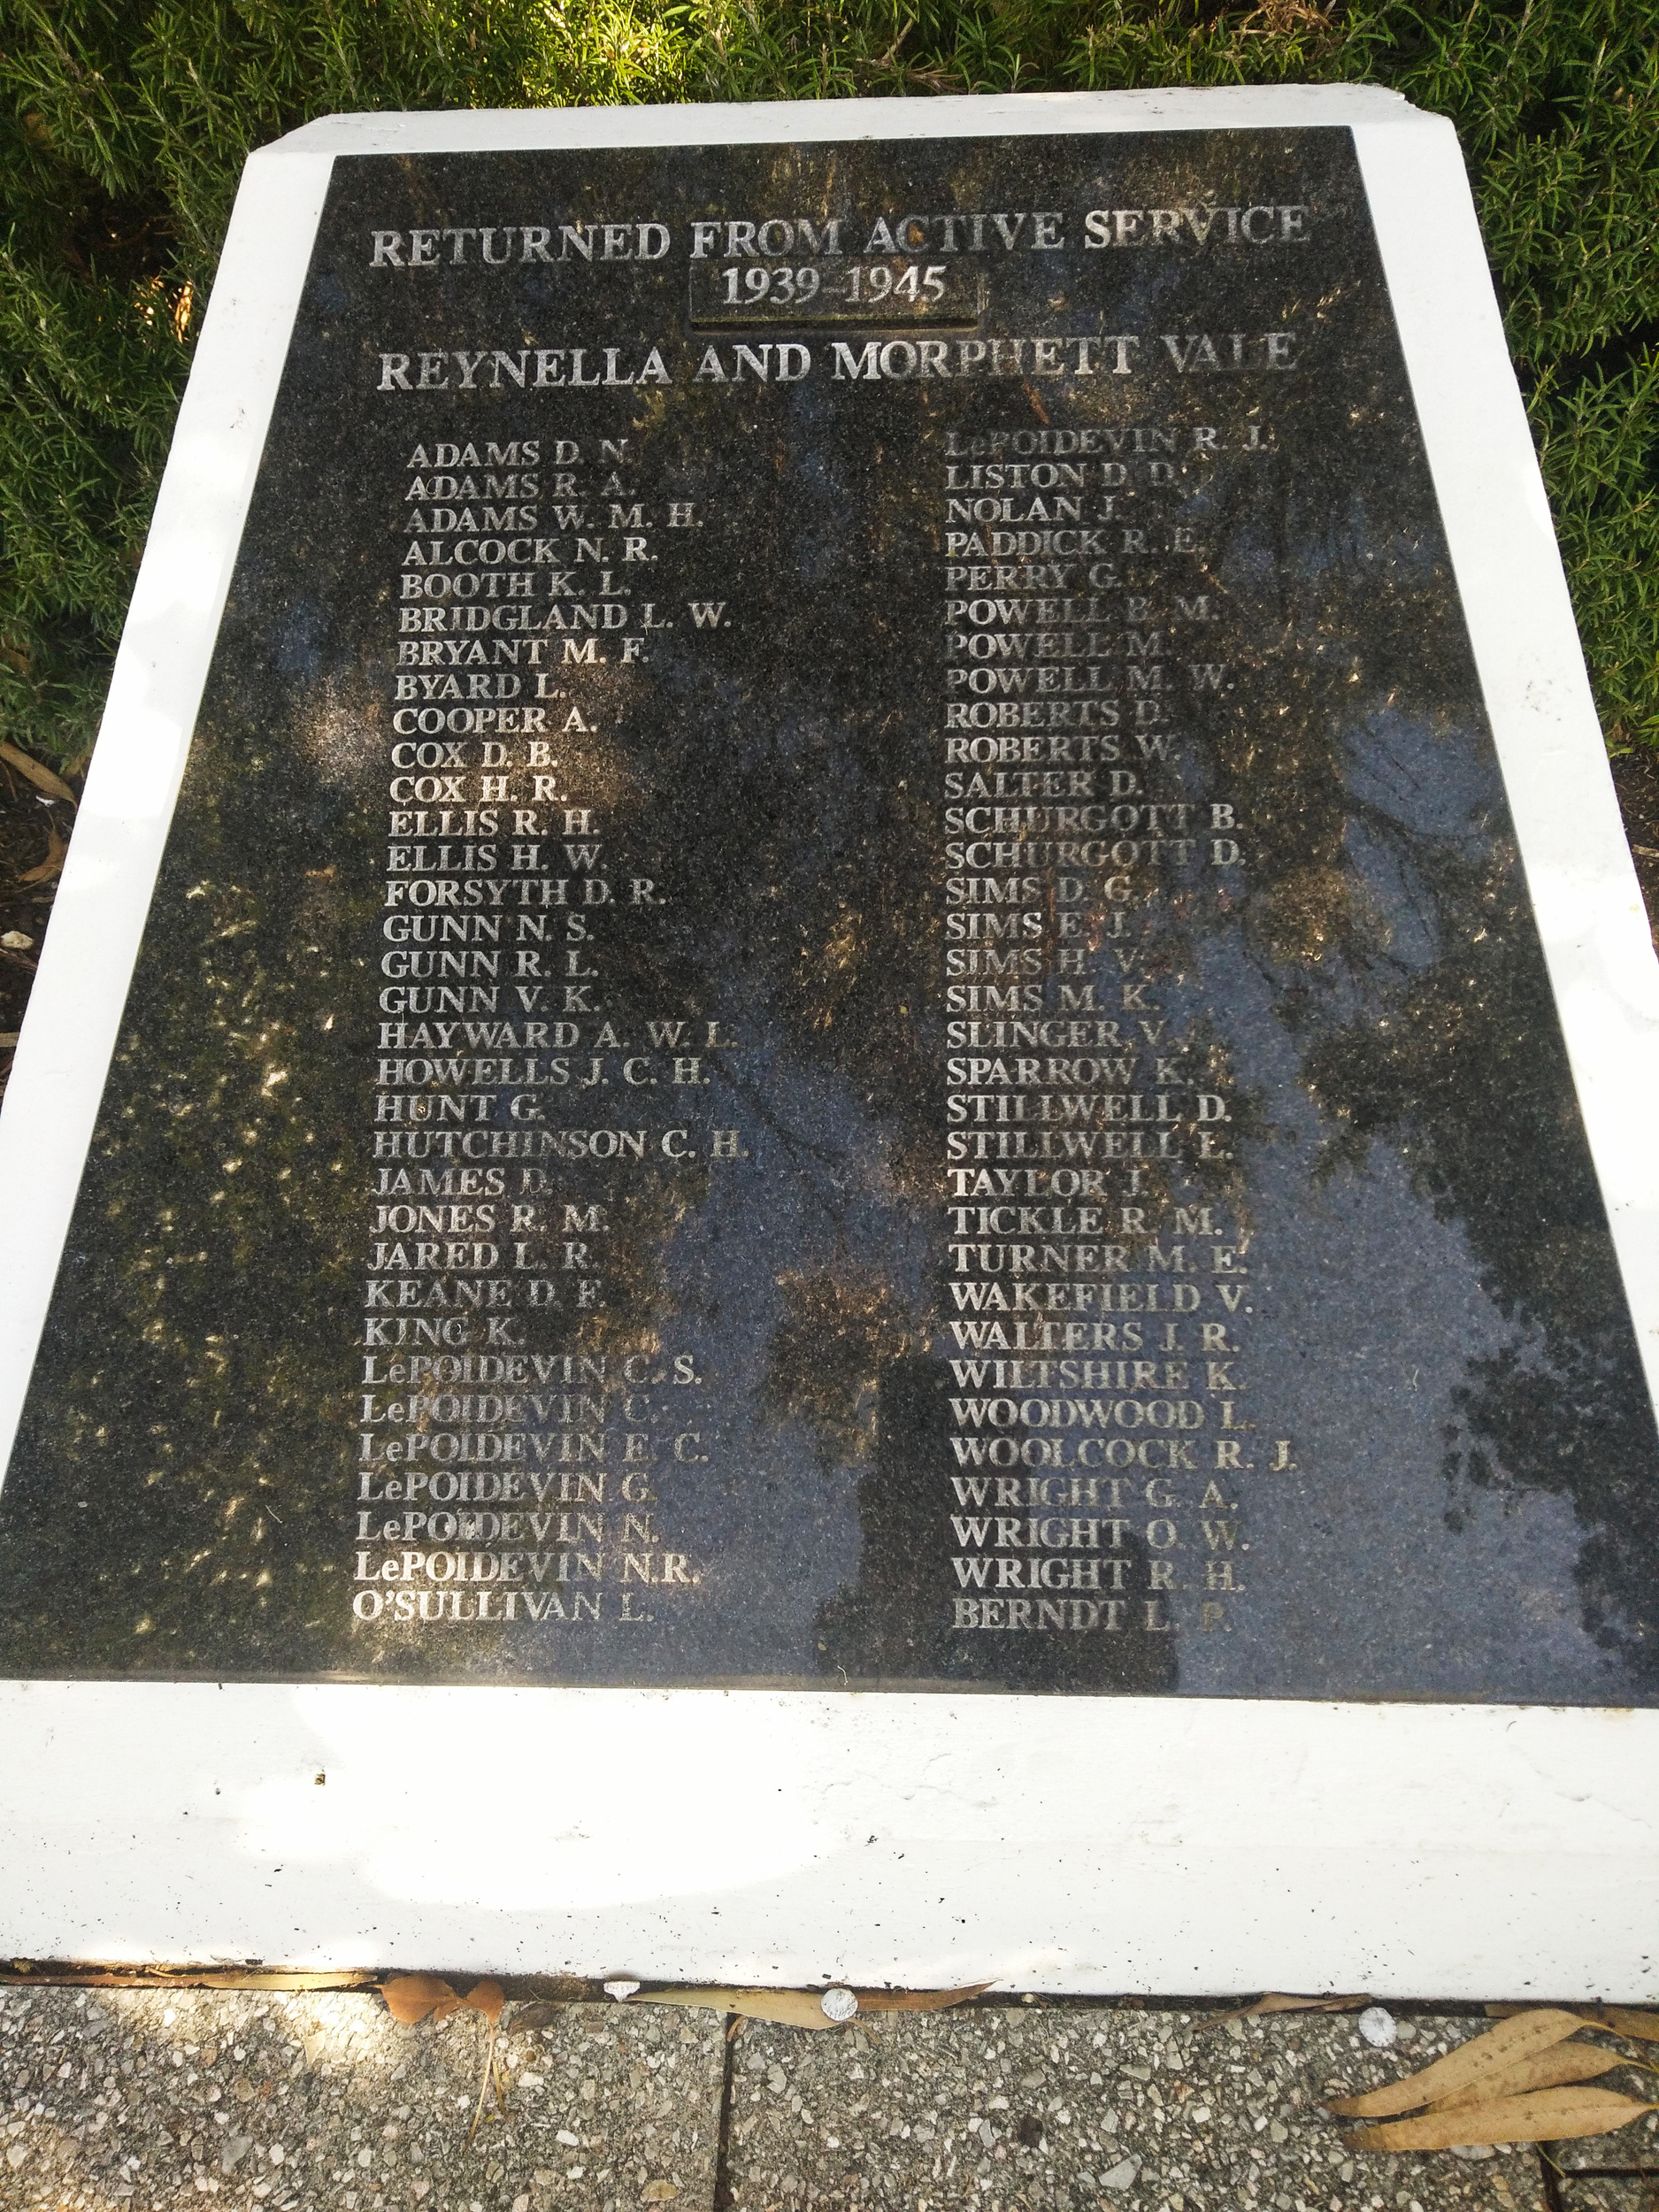 RETURNED FROM ACTIVE SERVICE
1939-1945
REYNELLA AND MORPHETT VALE
ADAMS D. N.
ADAMS R. A.
ADAMS W. M. H.
ALCOCK N. R.
BOOTH K. L.
BRIDGLAND L. W.
BRYANT M. F.
BYARD L.
COOPER A.
COX D. B.
COX H. R.
ELLIS R. H.
ELLIS H. W.
FORSYTH D. R.
GUNN N. S.
GUNN R. L.
GUNN V. K.
HAYWARD A. W. L.
HOWELLS J. C. H.
HUNT G.
HUTCHINSON C. H.
JAMES D.
JONES R. M.
JARED L. R.
KEANE D. F.
KING K.
LePOIDEVIN C. S.
LePOIDEVIN C.
LePOIDEVIN E. C.
LePOIDEVIN G.
LePOIDEVIN N.
LePOIDEVIN N.R.
O'SULLIVAN L.
LePOIDEVIN R. J.
LISTON D. D.
NOLAN J.
PADDICK R. E.
PERRY G.
POWELL B. M.
POWELL M.
POWELL M. W.
ROBERTS D.
ROBERTS W.
SALTER D.
SCHURGOTT B.
SCHURGOTT D.
SIMS D. G.
SIMS E. J.
SIMS H. V.
SIMS M. K.
SLINGER V. J.
SPARROW K.
STILLWELL D.
STILLWELL L.
TAYLOR J.
TICKLE R. M.
TURNER M. E.
WAKEFIELD V.
WALTERS J. R.
WILTSHIRE K.
WOODWOOD L.
WOOLCOCK R. J.
WRIGHT G. A.
WRIGHT O. W.
WRIGHT R. H.
BERNDT L. P.